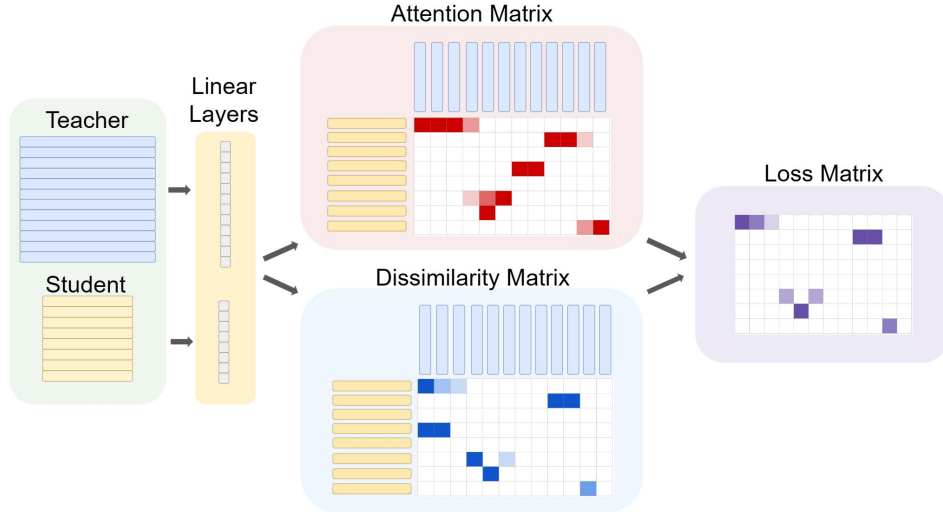 Attention Matrix
Linear
Layers
Teacher
Loss Matrix
Student
Dissimilarity Matrix